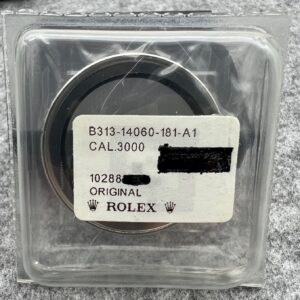 B313-14060-181-A1
CAL.3000
10288
ORIGINAL
ROLEX